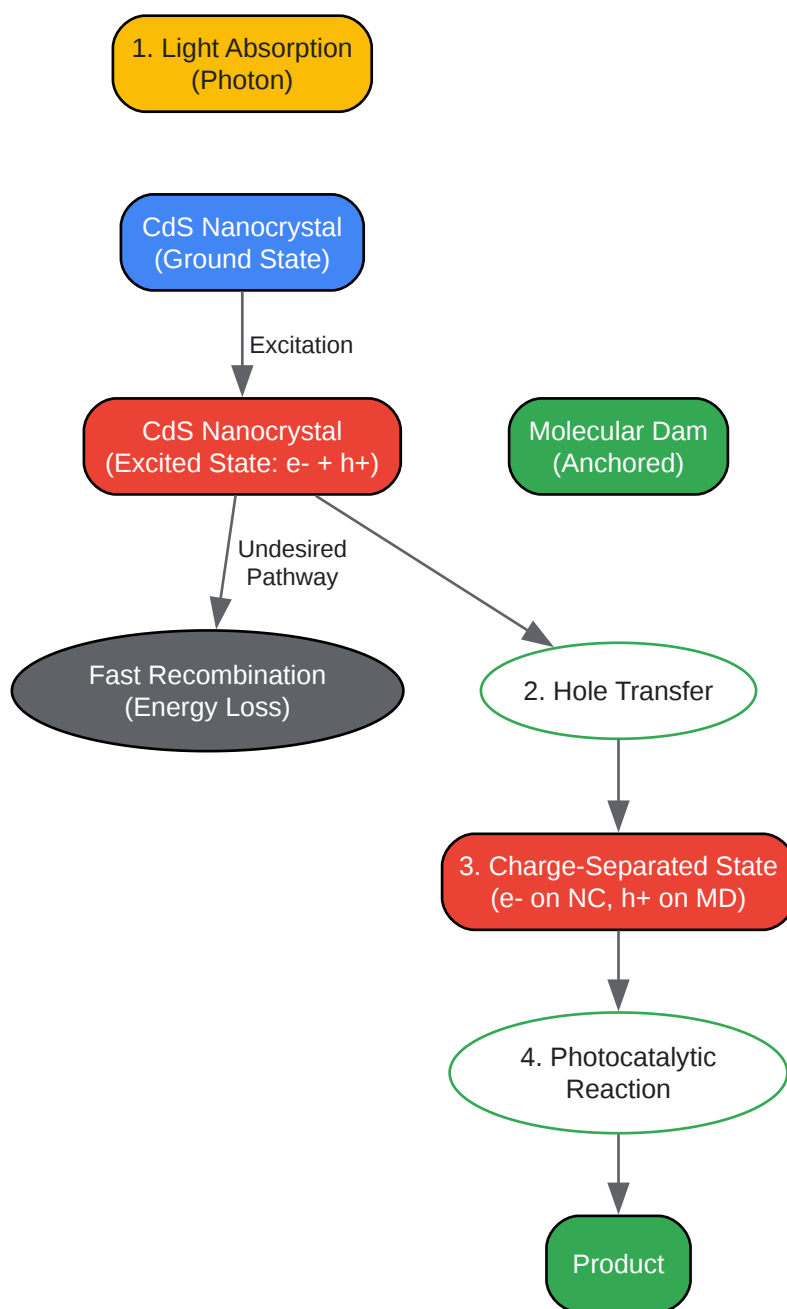 1. Light Absorption
(Photon)
CdS Nanocrystal
(Ground State)
Excitation
CdS Nanocrystal
(Excited State: e- + h+)
Molecular Dam
(Anchored)
Undesired
Pathway
Fast Recombination
(Energy Loss)
2. Hole Transfer
3. Charge-Separated State
(e- on NC, h+ on MD)
4. Photocatalytic
Reaction
Product